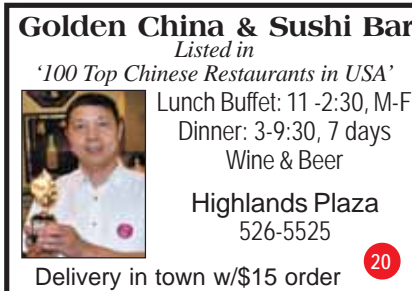 Golden China & Sushi Bar
Listed in
‘100 Top Chinese Restaurants in USA’
Lunch Buffet: 11 -2:30, M-F
Dinner: 3-9:30, 7 days
Wine & Beer
Highlands Plaza
526-5525
20
Delivery in town w/$15 order